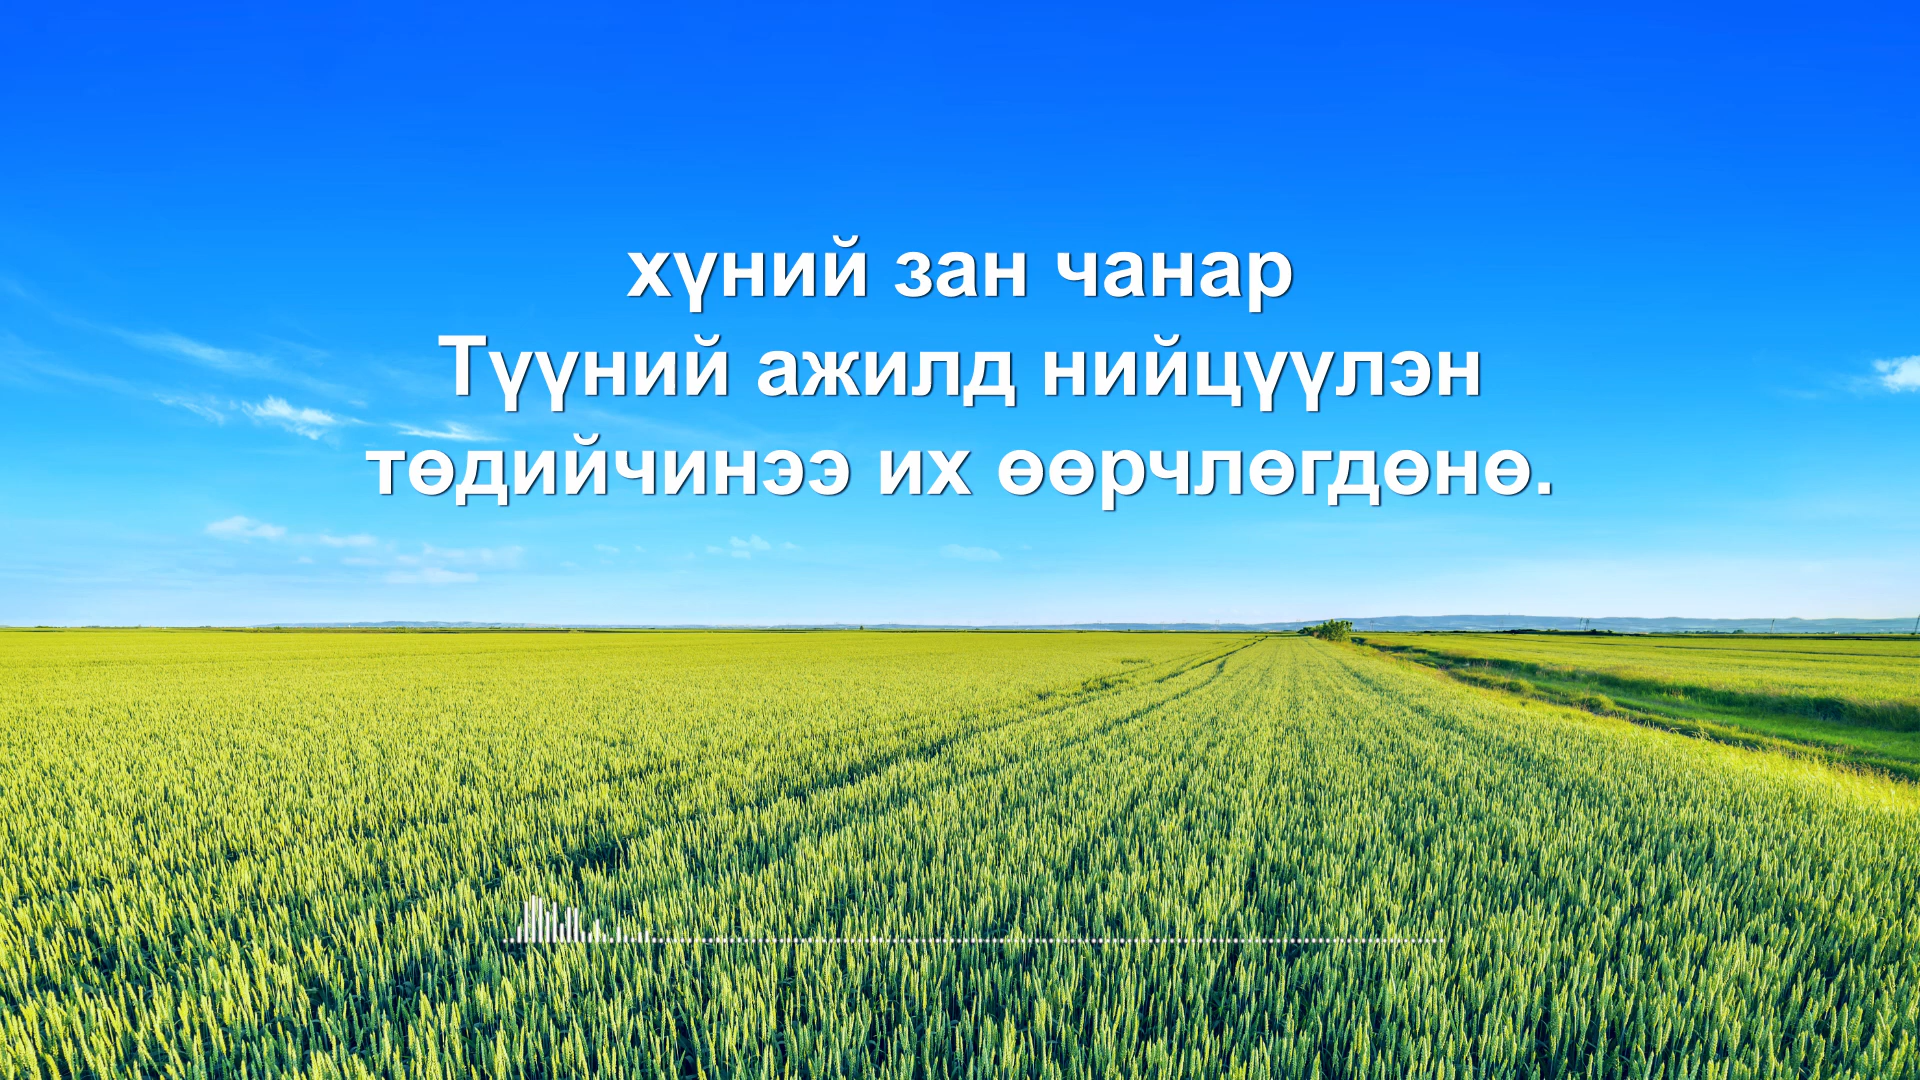 хүний зан чанар
Түүний ажилд нийцүүлэн
төдийчинээ их өөрчлөгдөнө.